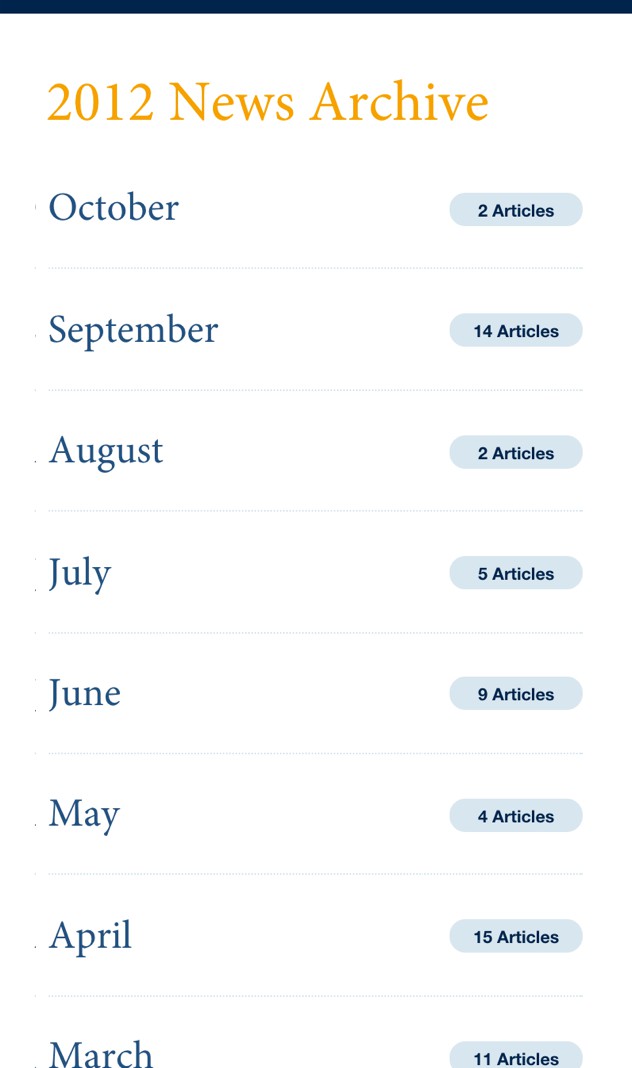 2012 News Archive
October 2 Articles
September 14 Articles
August 2 Articles
July 5 Articles
June 9 Articles
May 4 Articles
April 15 Articles
March 11 Articles